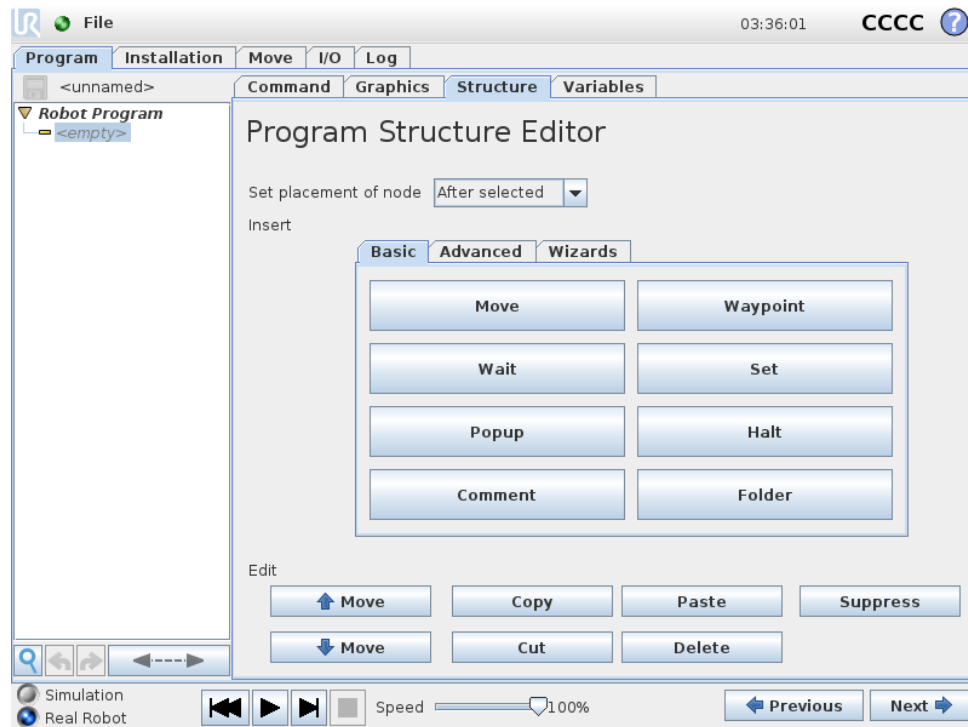 UR File 03:36:01 CCCC ?
Program Installation Move I/O Log
<unnamed> Command Graphics Structure Variables
Robot Program
<empty>
Program Structure Editor
Set placement of node After selected
Insert
Basic Advanced Wizards
Move Waypoint
Wait Set
Popup Halt
Comment Folder
Edit
Move Copy Paste Suppress
Move Cut Delete
Simulation
Real Robot
Speed 100% Previous Next